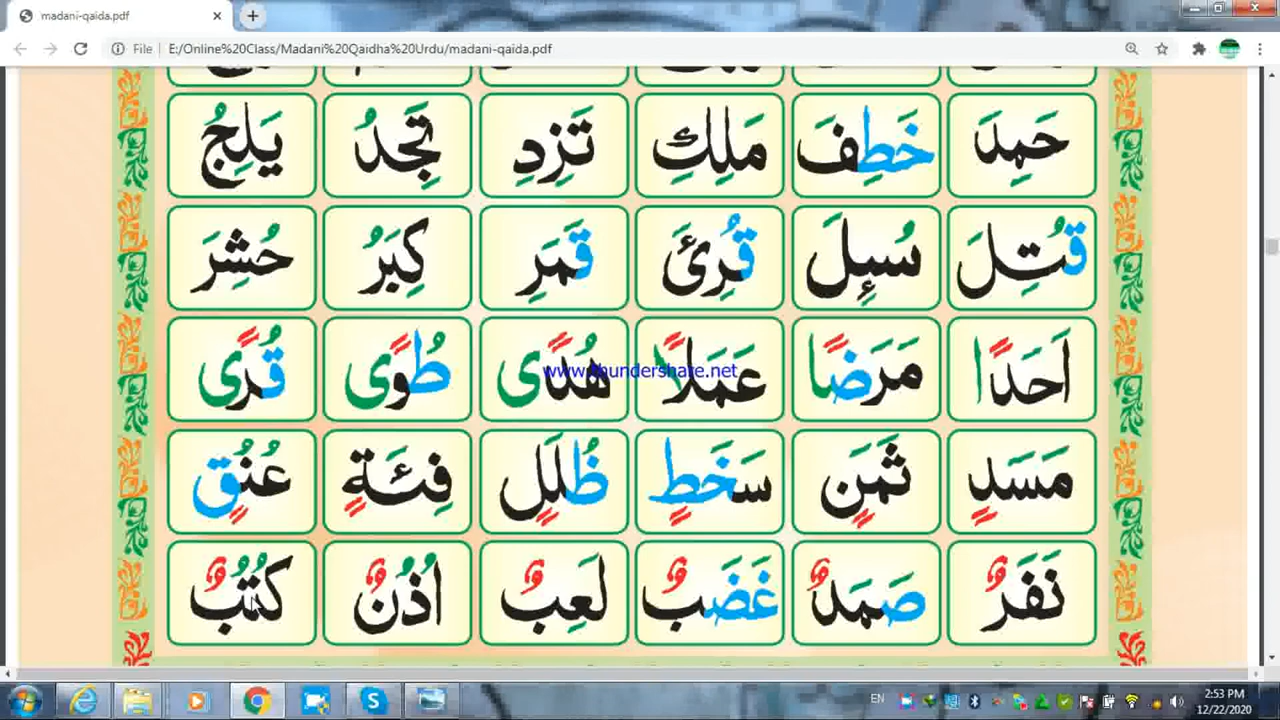 madani-qaida.pdf
File E:/Online%20Class/Madani%20Qaidha%20Urdu/madani-qaida.pdf
حَمِدَ خَطِفَ مَلِكِ تَزِدِ تَجِدُ يَلِجُ
قُتِلَ سُئِلَ قُرِئَ قَمَرِ كِبَرُ حُشِرَ
اَحَدًا مَرَضًا عَمَلًا هُدًى طُوًى قُرًى
www.thundershare.net
مَسَدٍ ثَمَنٍ سَخَطٍ ظُلَلٍ فِئَةٍ عُنُقٍ
نَفَرٌ صَمَدٌ غَضَبٌ لَعِبٌ اُذُنٌ كُتُبٌ
EN 2:53 PM
12/22/2020